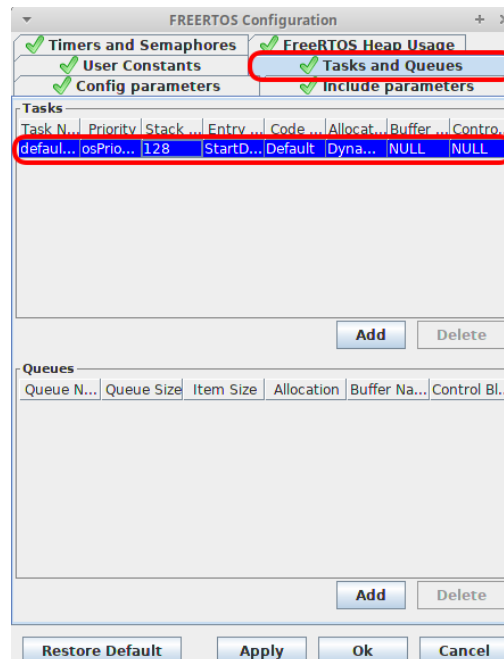 FREERTOS Configuration
Timers and Semaphores FreeRTOS Heap Usage
User Constants Tasks and Queues
Config parameters Include parameters
Tasks
Task N... Priority Stack ... Entry ... Code ... Allocat... Buffer ... Contro...
defaul... osPrio... 128 StartD... Default Dyna... NULL NULL
Add Delete
Queues
Queue N... Queue Size Item Size Allocation Buffer Na... Control Bl...
Add Delete
Restore Default Apply Ok Cancel